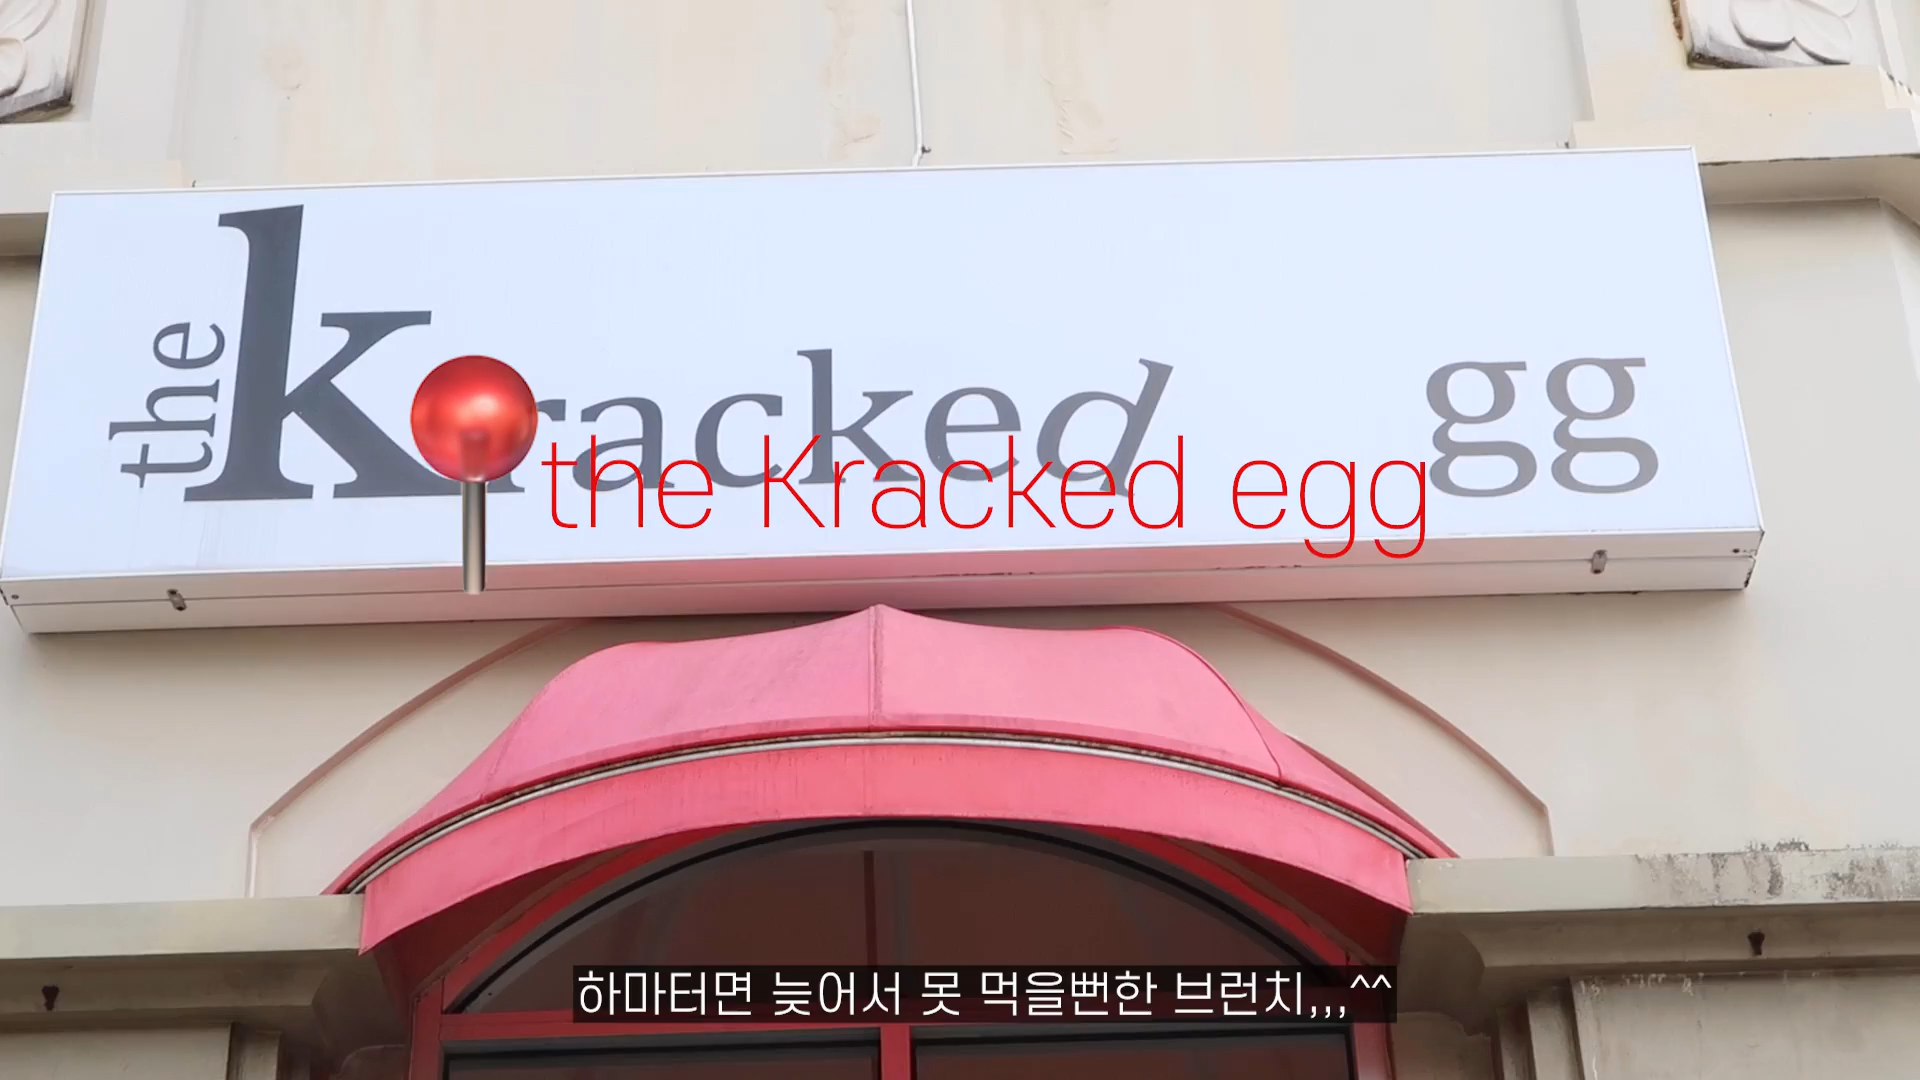 the kracked gg
the Kracked egg
하마터면 늦어서 못 먹을뻔한 브런치,,,^^